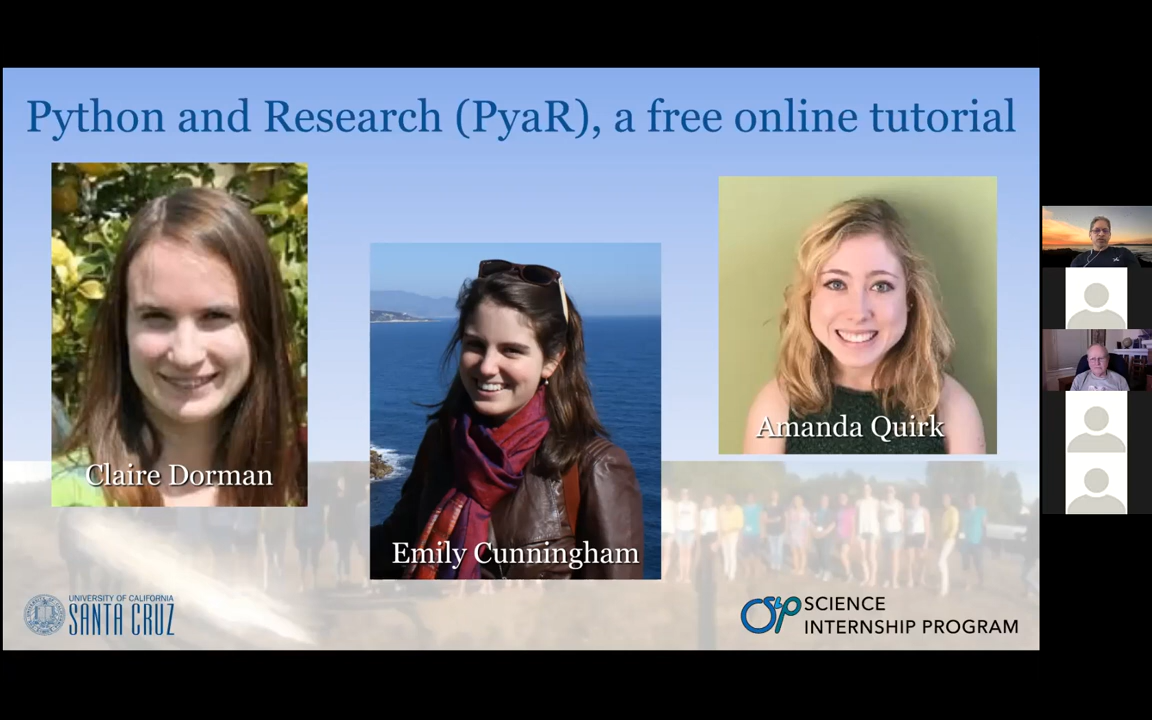 Python and Research (PyaR), a free online tutorial
Claire Dorman
Emily Cunningham
Amanda Quirk
UNIVERSITY OF CALIFORNIA
SANTA CRUZ
SIP SCIENCE
INTERNSHIP PROGRAM